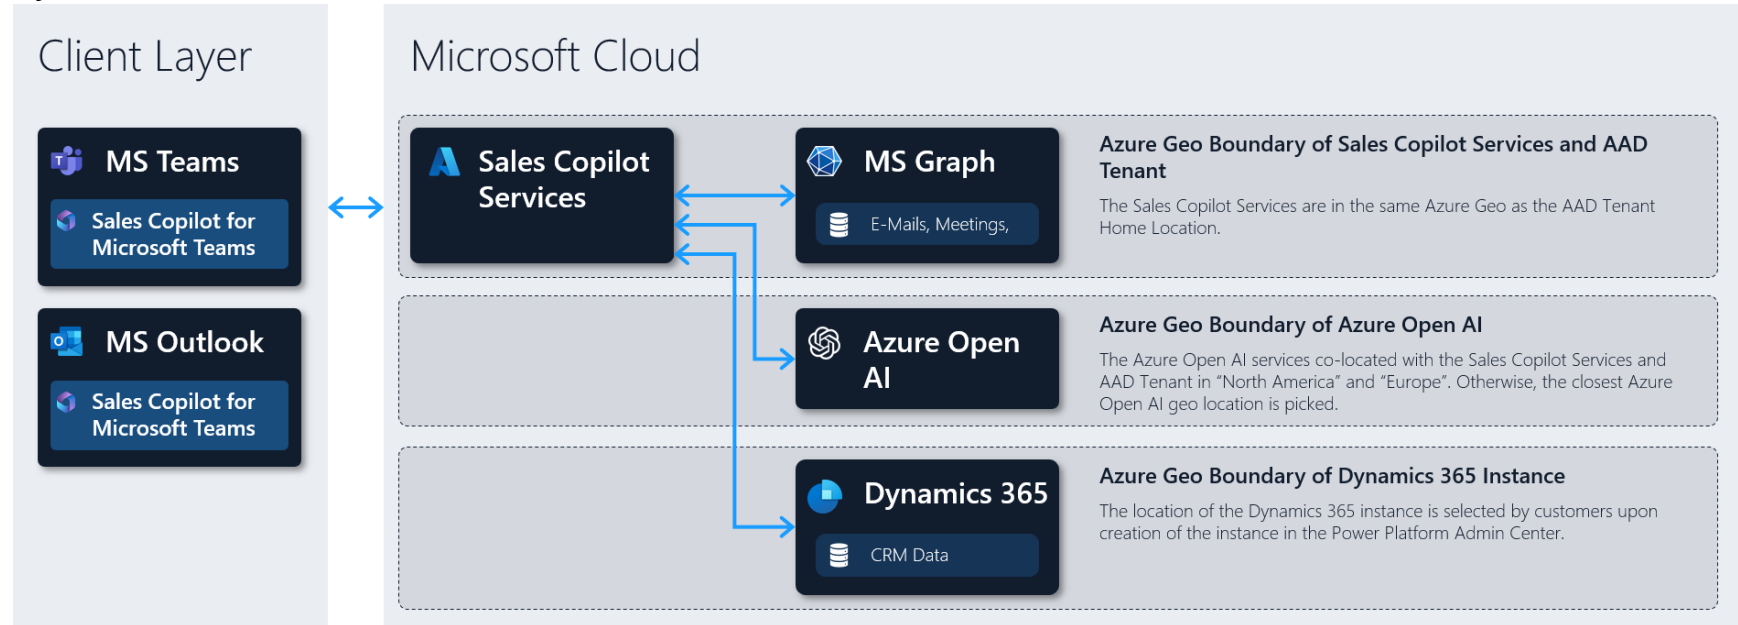 Client Layer
Microsoft Cloud
MS Teams
Sales Copilot for
Microsoft Teams
MS Outlook
Sales Copilot for
Microsoft Teams
Sales Copilot
Services
MS Graph
E-Mails, Meetings,
Azure Geo Boundary of Sales Copilot Services and AAD
Tenant
The Sales Copilot Services are in the same Azure Geo as the AAD Tenant
Home Location.
Azure Open
AI
Azure Geo Boundary of Azure Open AI
The Azure Open AI services co-located with the Sales Copilot Services and
AAD Tenant in “North America” and “Europe”. Otherwise, the closest Azure
Open AI geo location is picked.
Dynamics 365
CRM Data
Azure Geo Boundary of Dynamics 365 Instance
The location of the Dynamics 365 instance is selected by customers upon
creation of the instance in the Power Platform Admin Center.